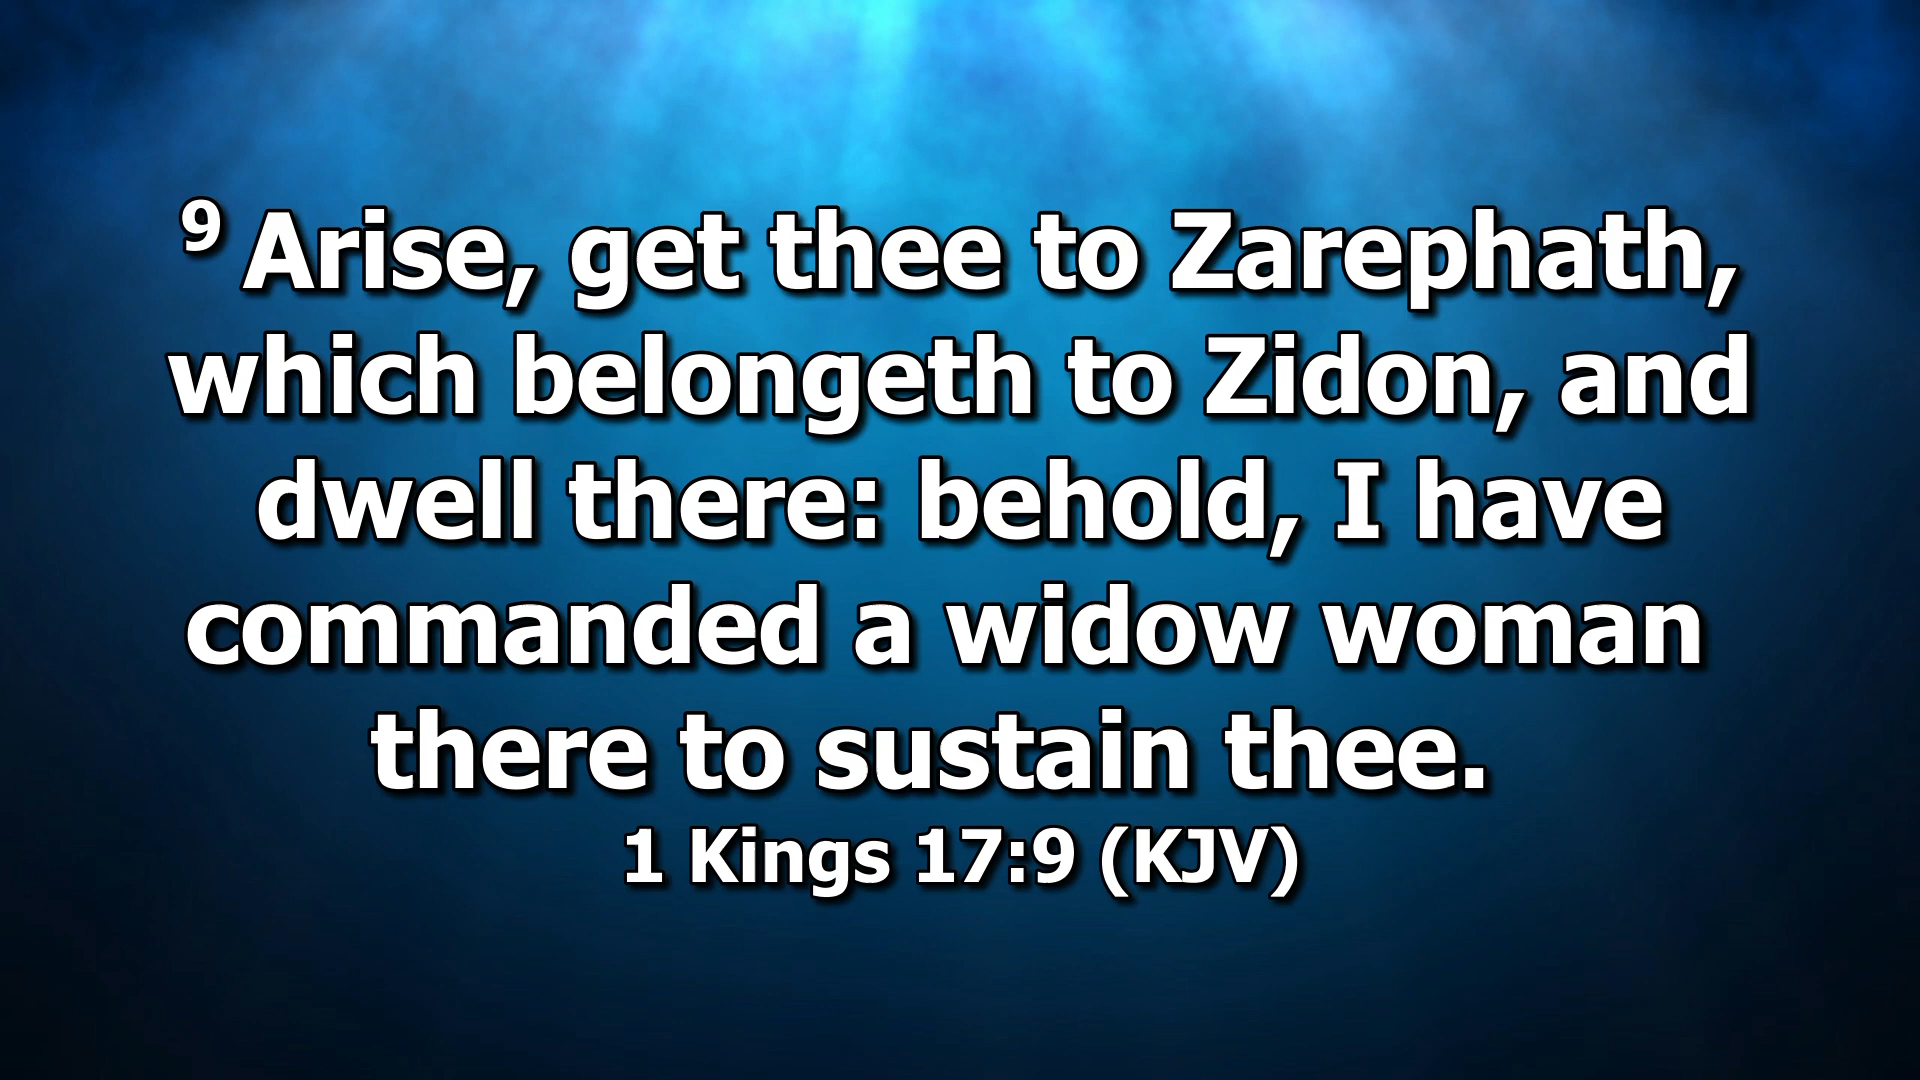 9 Arise, get thee to Zarephath,
which belongeth to Zidon, and
dwell there: behold, I have
commanded a widow woman
there to sustain thee.
1 Kings 17:9 (KJV)